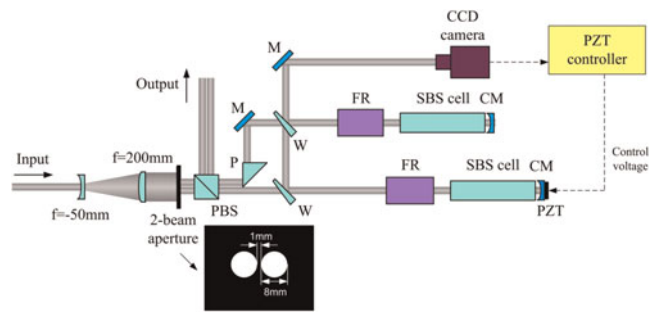 CCD
camera
PZT
controller
M
Output
M
FR
SBS cell
CM
f=200mm
W
Input
P
FR
SBS cell
CM
Control
voltage
f=-50mm
PBS
W
PZT
2-beam
aperture
1mm
8mm